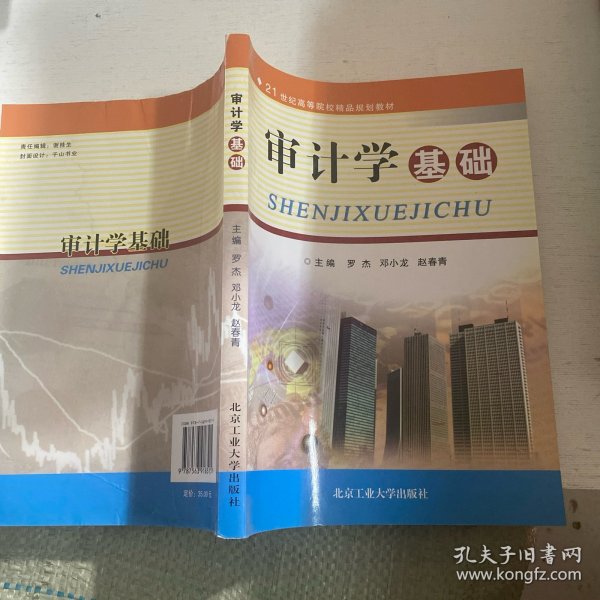 21世纪高等院校精品规划教材
审计学基础
SHENJIXUEJICHU
主编 罗杰 邓小龙 赵春青
北京工业大学出版社
审计学基础
主编 罗杰 邓小龙 赵春青
北京工业大学出版社
封面设计：千山书业
审计学基础
SHENJIXUEJICHU
孔夫子旧书网
www.kongfz.com